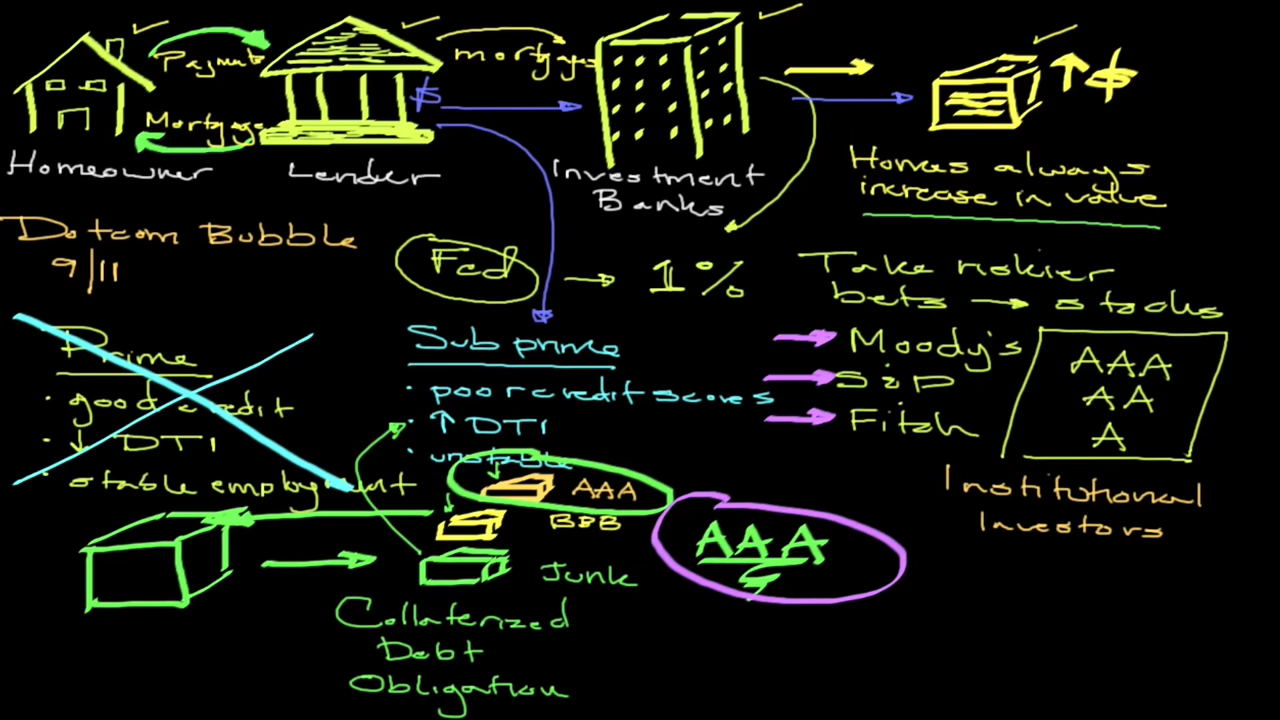 Payments
mortgages
$
$
Mortgage
Homeowner
Lender
Investment
Banks
Homes always
increase in value
Dotcom Bubble
9/11
Fed
1%
Take riskier
bets → stocks
Prime
• good credit
• ↓ DTI
• stable employment
Subprime
• poor credit scores
• ↑ DTI
• unstable
Moody's
S&P
Fitch
AAA
AA
A
Institutional
Investors
AAA
BBB
Junk
AAA
Collaterized
Debt
Obligation